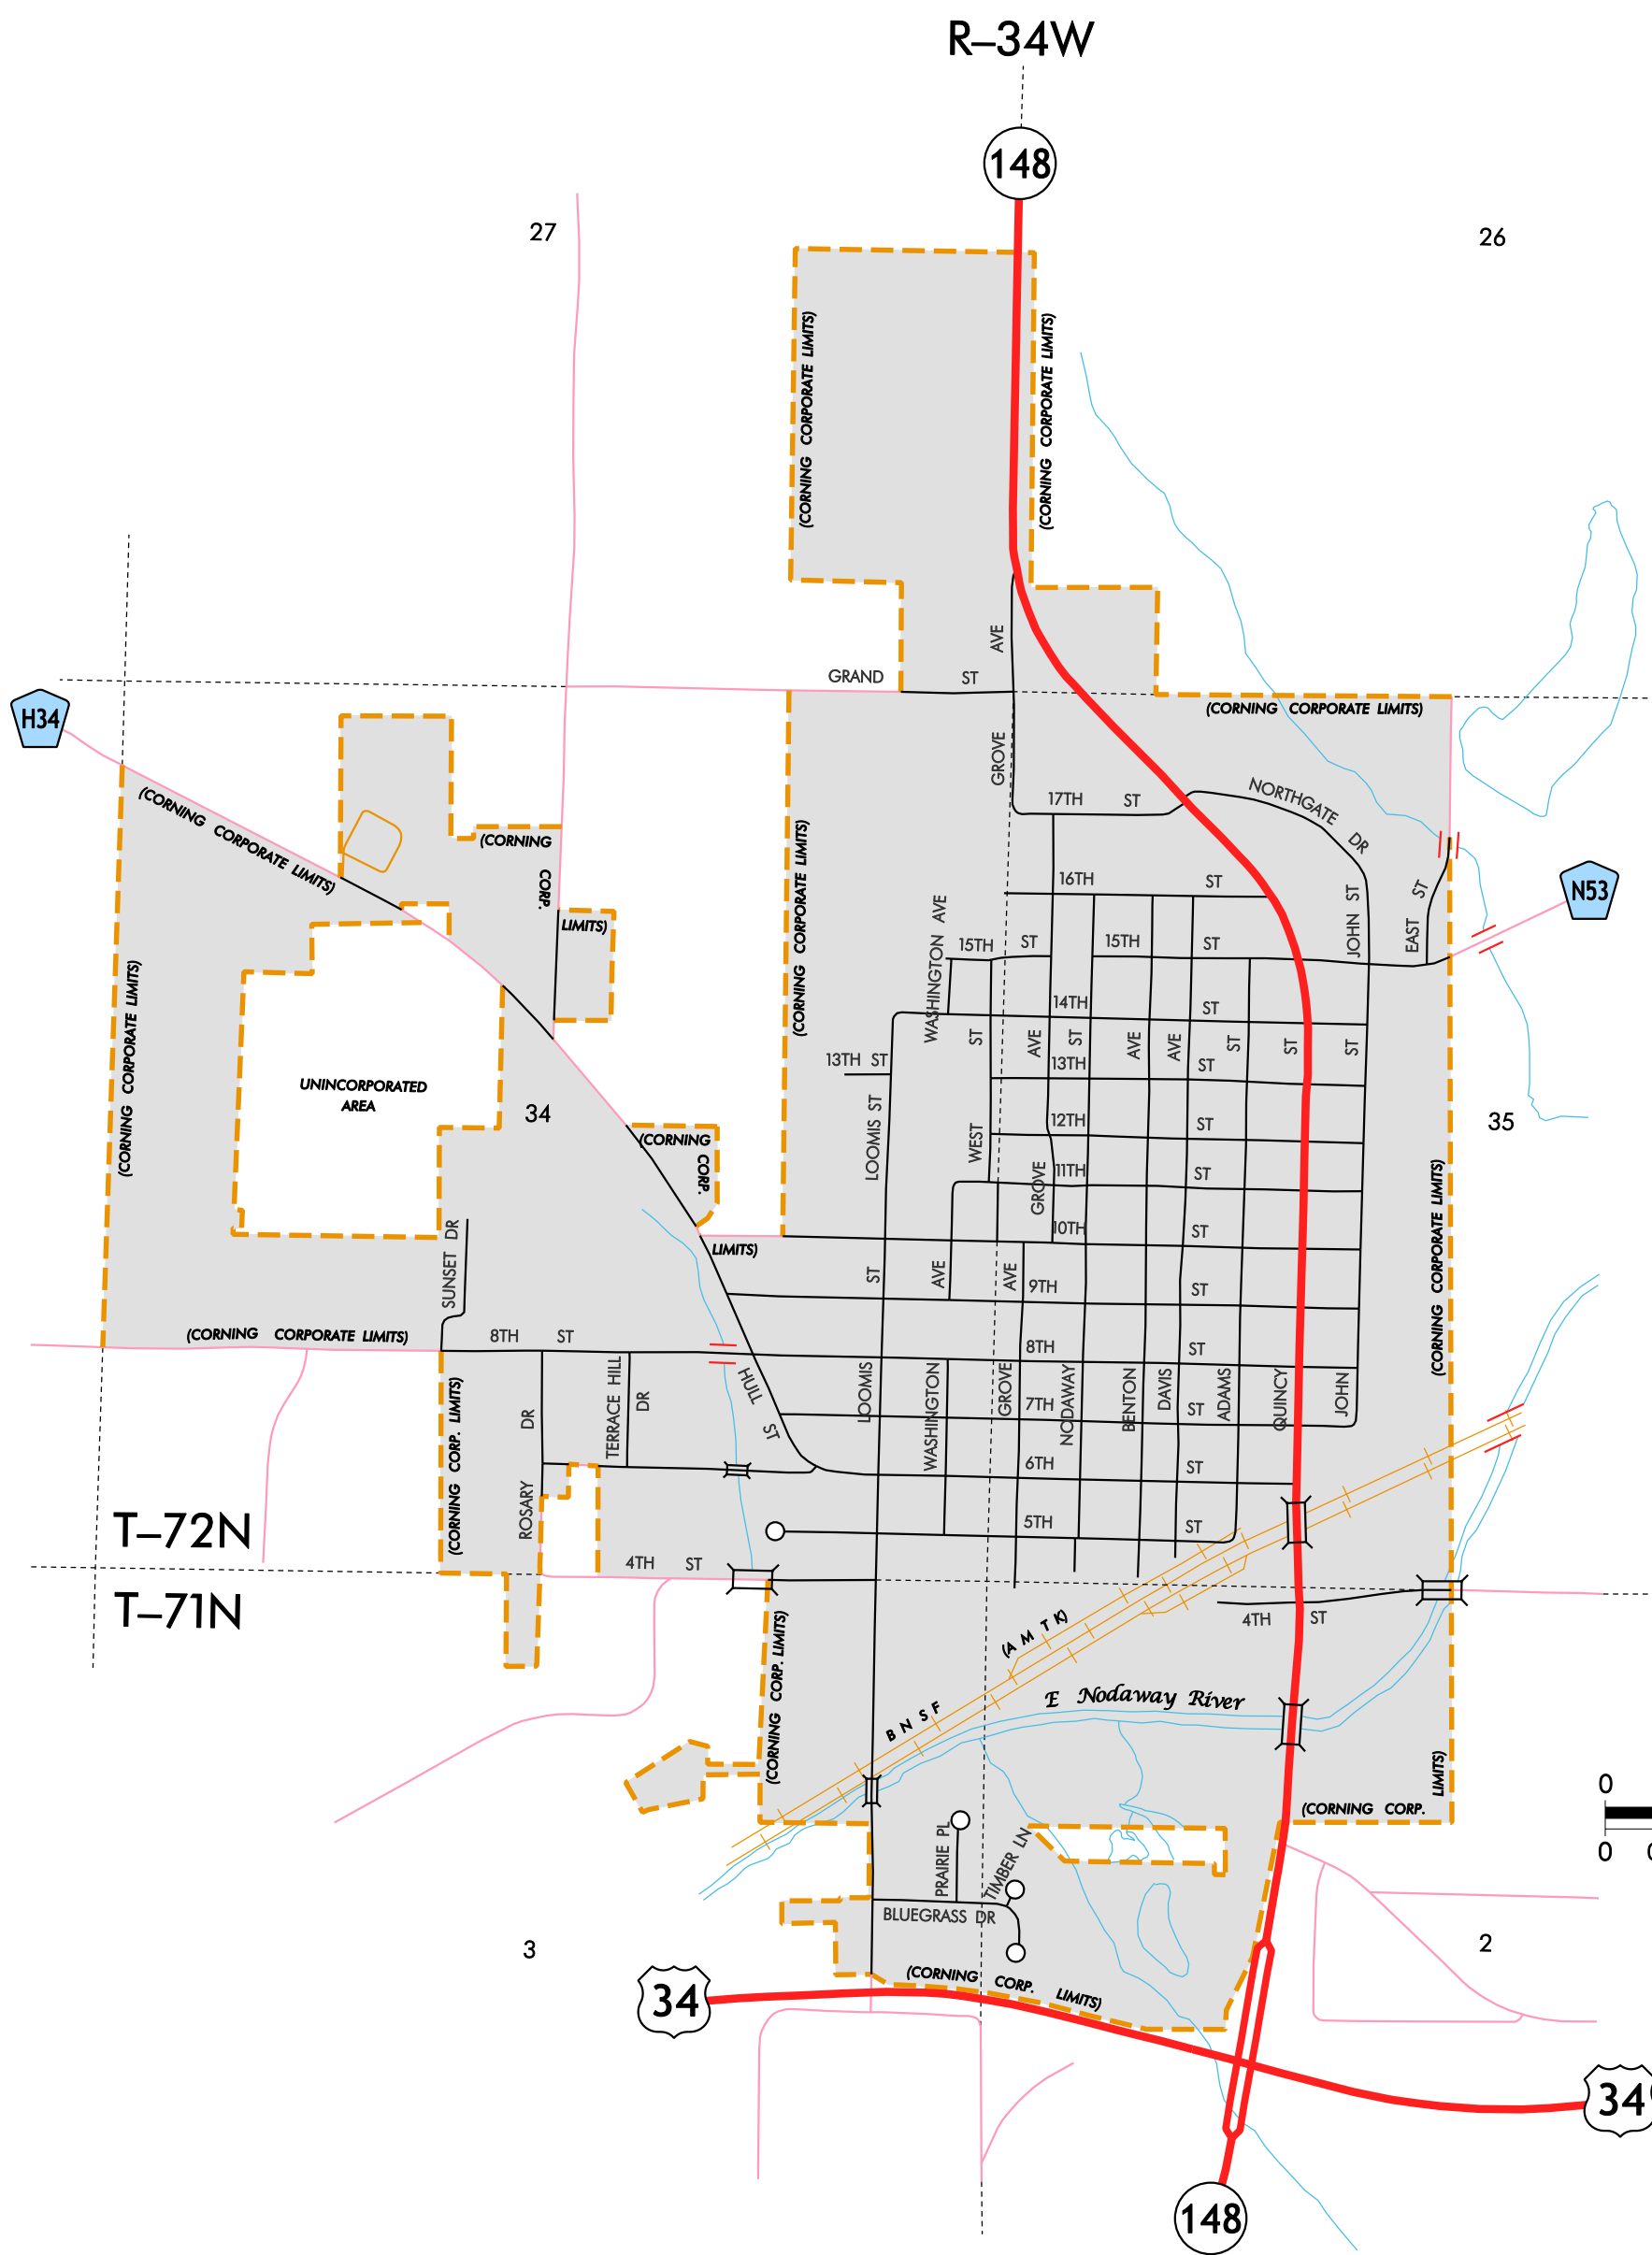 R–34W
148
27
26
(CORNING CORPORATE LIMITS)
(CORNING CORPORATE LIMITS)
AVE
GRAND ST
H34
(CORNING CORPORATE LIMITS)
GROVE
(CORNING CORPORATE LIMITS)
17TH ST
NORTHGATE DR
(CORNING
CORP.
LIMITS)
(CORNING CORPORATE LIMITS)
16TH ST
JOHN ST
EAST ST
N53
WASHINGTON AVE
15TH ST
15TH ST
(CORNING CORPORATE LIMITS)
14TH ST
ST
AVE
ST
AVE
AVE
ST
ST
ST
13TH ST
13TH ST
UNINCORPORATED
AREA
34
LOOMIS ST
WEST
12TH ST
35
(CORNING
CORP.
LIMITS)
11TH ST
GROVE
(CORNING CORPORATE LIMITS)
10TH ST
SUNSET DR
ST
AVE
AVE
9TH ST
(CORNING CORPORATE LIMITS)
8TH ST
8TH ST
(CORNING CORP. LIMITS)
ROSARY DR
TERRACE HILL DR
HULL ST
LOOMIS
WASHINGTON
GROVE
NODAWAY
BENTON
DAVIS
ADAMS
QUINCY
JOHN
7TH ST
6TH ST
5TH ST
T–72N
4TH ST
T–71N
4TH ST
(AMTK)
(CORNING CORP. LIMITS)
E Nodaway River
BNSF
(CORNING CORP. LIMITS)
0
0
PRAIRIE PL
TIMBER LN
BLUEGRASS DR
3
2
(CORNING CORP. LIMITS)
34
34
148